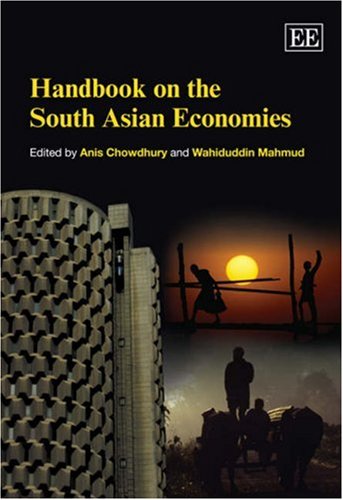 EE
Handbook on the
South Asian Economies
Edited by Anis Chowdhury and Wahiduddin Mahmud